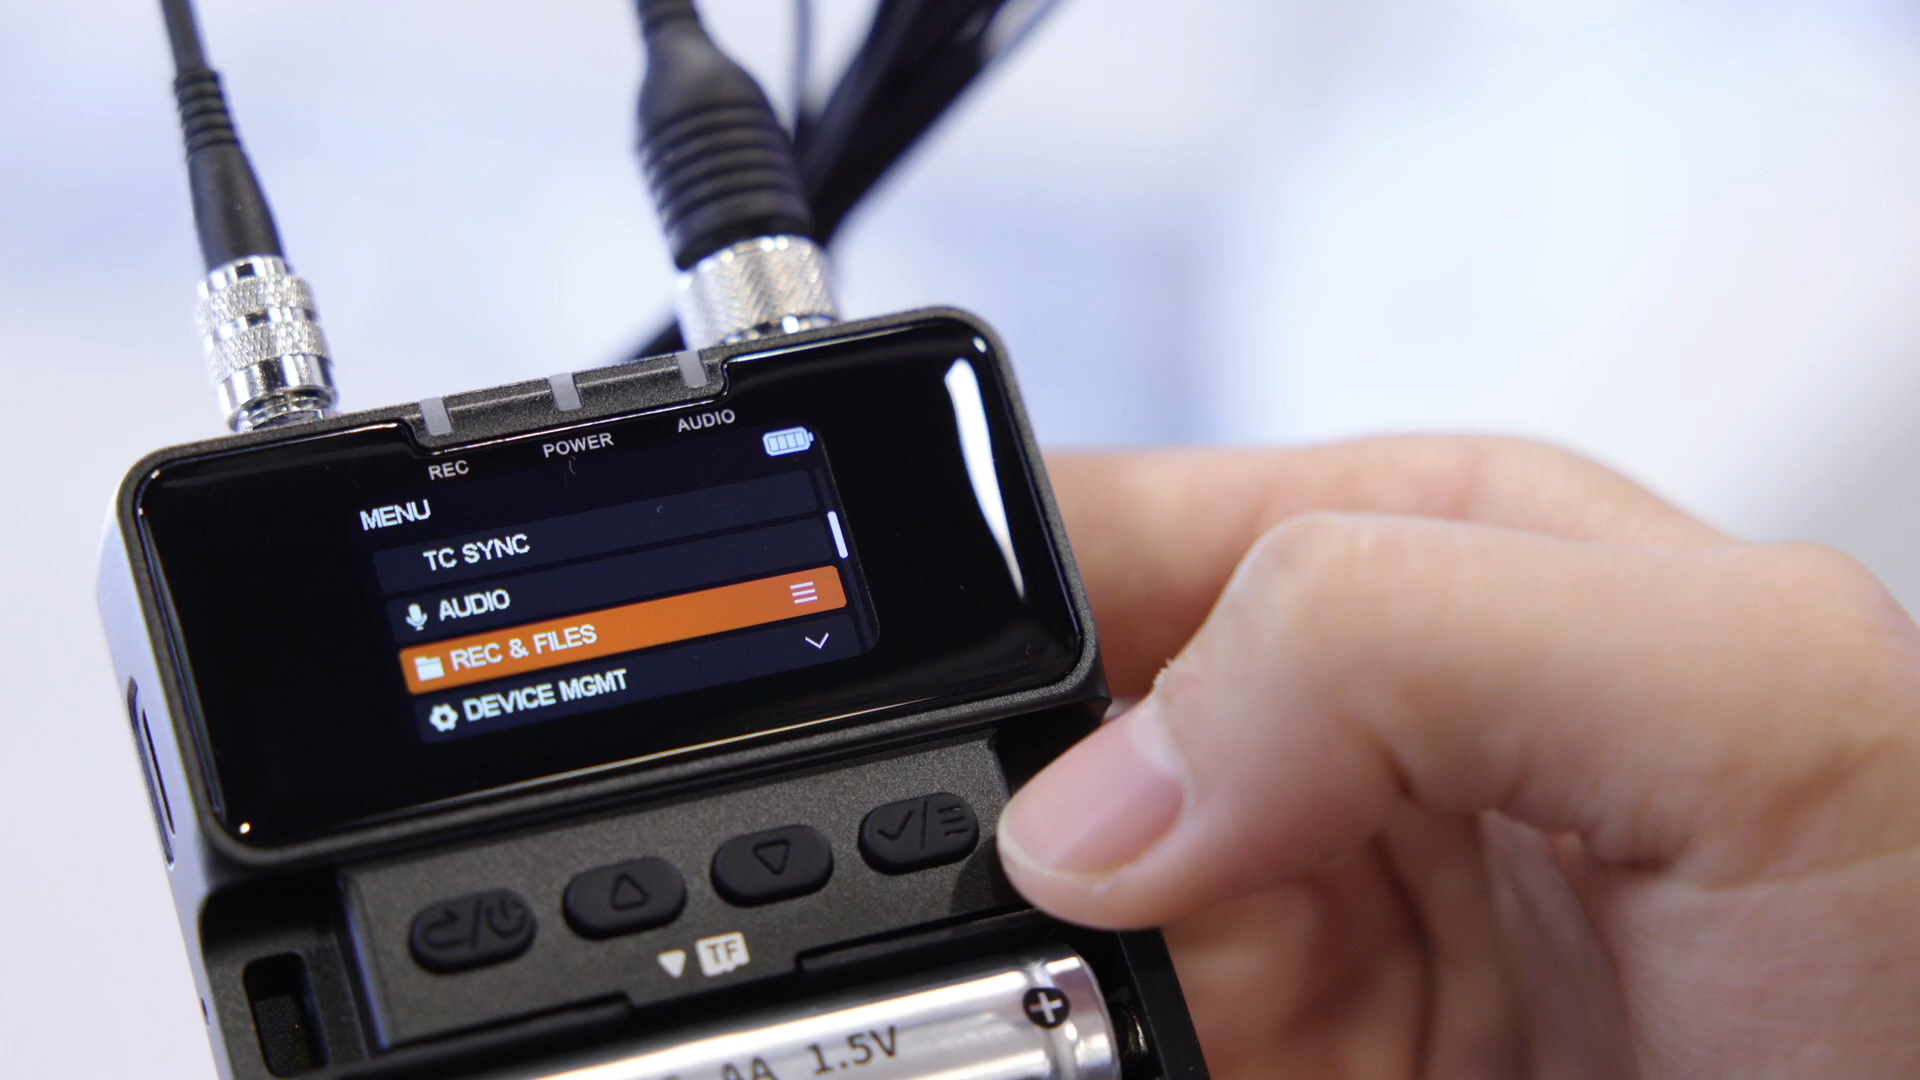 REC POWER AUDIO
MENU
TC SYNC
AUDIO
REC & FILES
DEVICE MGMT
TF
AA 1.5V